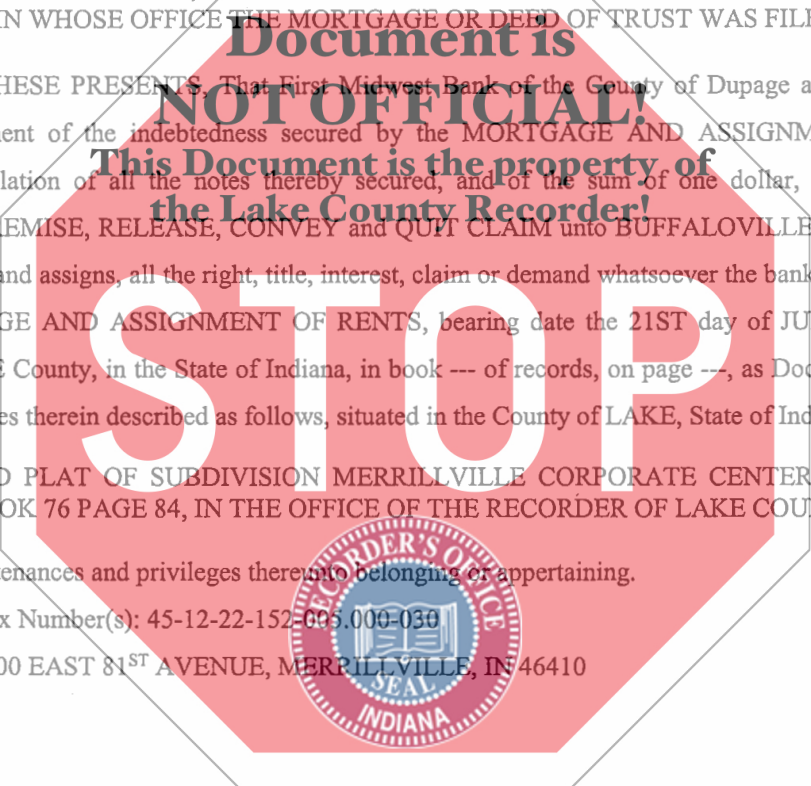 IN WHOSE OFFICE THE MORTGAGE OR DEED OF TRUST WAS FILE
Document is
HESE PRESENTS, That First Midwest Bank of the County of Dupage a
NOT OFFICIAL!
ent of the indebtedness secured by the MORTGAGE AND ASSIGNM
This Document is the property of
lation of all the notes thereby secured, and of the sum of one dollar,
the Lake County Recorder!
EMISE, RELEASE, CONVEY and QUIT CLAIM unto BUFFALOVILLE
and assigns, all the right, title, interest, claim or demand whatsoever the bank
GE AND ASSIGNMENT OF RENTS, bearing date the 21ST day of JU
E County, in the State of Indiana, in book --- of records, on page ---, as Doc
es therein described as follows, situated in the County of LAKE, State of Ind
STOP
D PLAT OF SUBDIVISION MERRILLVILLE CORPORATE CENTER
OK 76 PAGE 84, IN THE OFFICE OF THE RECORDER OF LAKE COU
tenances and privileges thereunto belonging or appertaining.
x Number(s): 45-12-22-152-005.000-030
00 EAST 81ST AVENUE, MERRILLVILLE, IN 46410
RECORDER'S OFFICE
SEAL
INDIANA